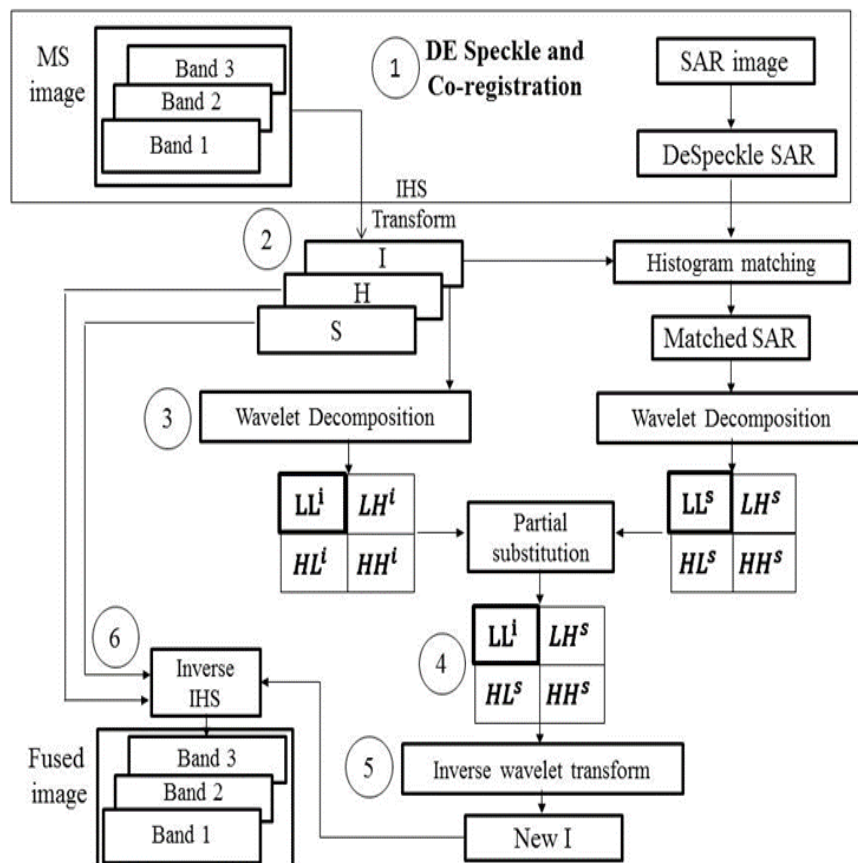 MS
image
Band 3
Band 2
Band 1
1
DE Speckle and
Co-registration
SAR image
DeSpeckle SAR
IHS
Transform
2
I
H
S
Histogram matching
Matched SAR
3
Wavelet Decomposition
Wavelet Decomposition
LLⁱ LHⁱ
HLⁱ HHⁱ
Partial
substitution
LLˢ LHˢ
HLˢ HHˢ
4
LLⁱ LHˢ
HLˢ HHˢ
5
Inverse wavelet transform
New I
6
Inverse
IHS
Fused
image
Band 3
Band 2
Band 1